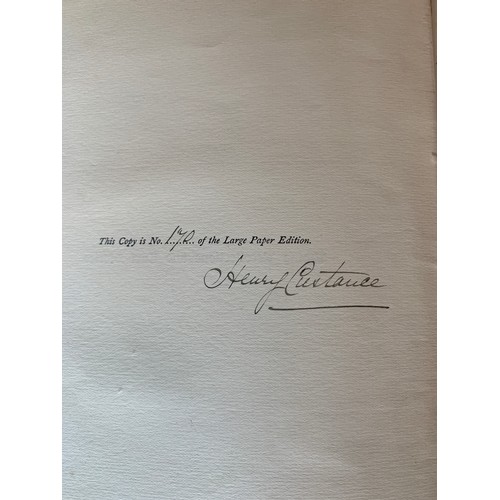 This Copy is No. of the Large Paper Edition.
Henry Custance